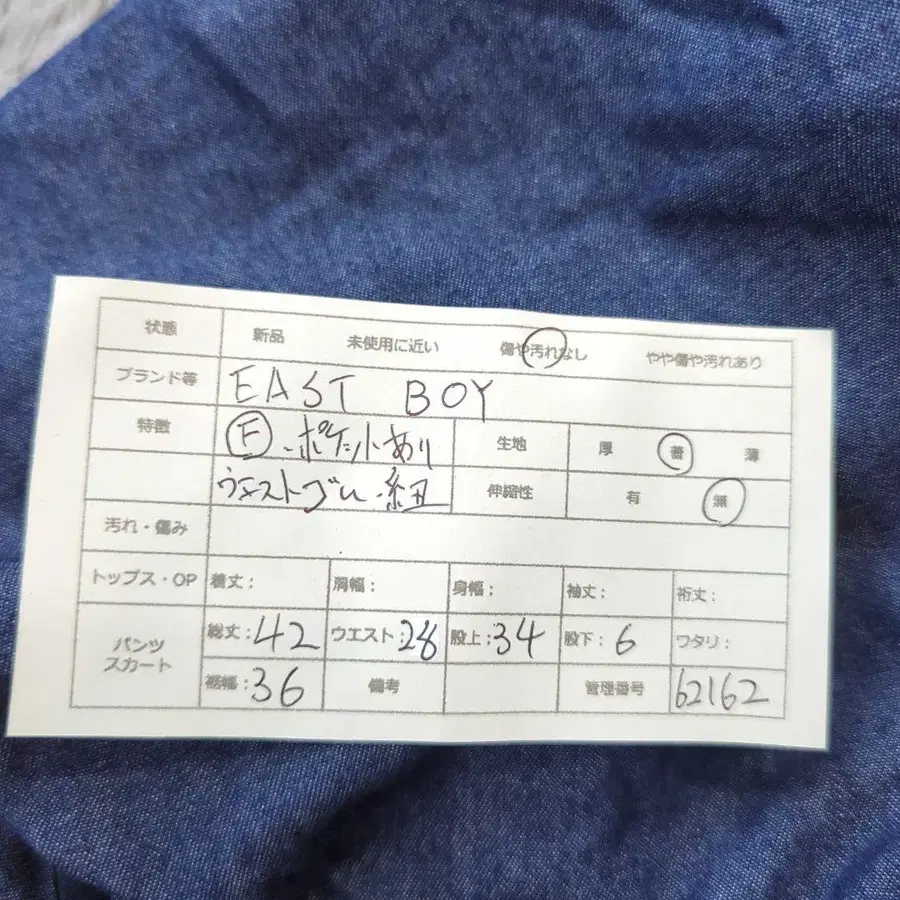 状態 新品 未使用に近い 傷や汚れなし やや傷や汚れあり
ブランド等 EAST BOY
特徴 F ・ポケットあり 生地 厚 普 薄
ウエストゴム・紐 伸縮性 有 無
汚れ・傷み
トップス・OP 着丈: 胸幅: 身幅: 袖丈: 裄丈:
パンツ スカート 総丈:42 ウエスト:28 股上:34 股下:6 ワタリ:
裾幅:36 備考 管理番号 62162